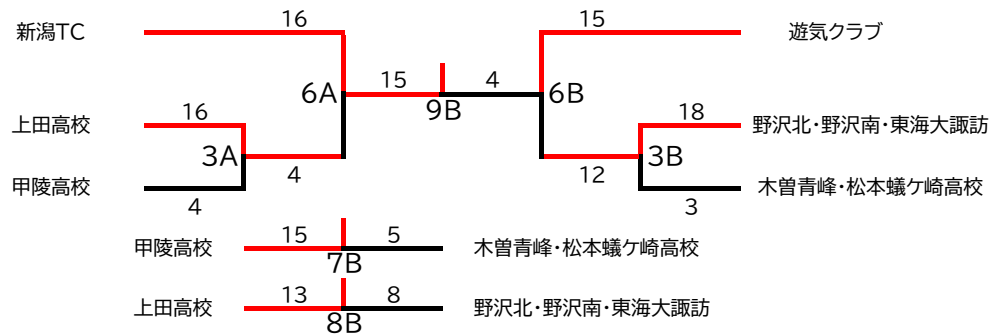 16 15
新潟TC 遊気クラブ
15 4
6A 6B
9B
16 18
上田高校 野沢北・野沢南・東海大諏訪
3A 3B
4 12
甲陵高校 木曽青峰・松本蟻ケ崎高校
4 3
15 5
甲陵高校 木曽青峰・松本蟻ケ崎高校
7B
13 8
上田高校 野沢北・野沢南・東海大諏訪
8B